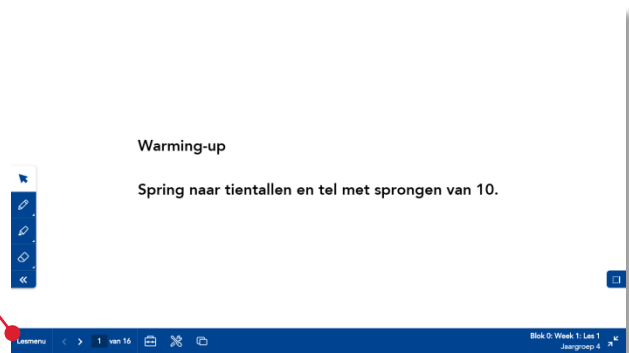 Warming-up
Spring naar tientallen en tel met sprongen van 10.
Lesmenu 1 van 16
Blok 0: Week 1: Les 1
Jaargroep 4